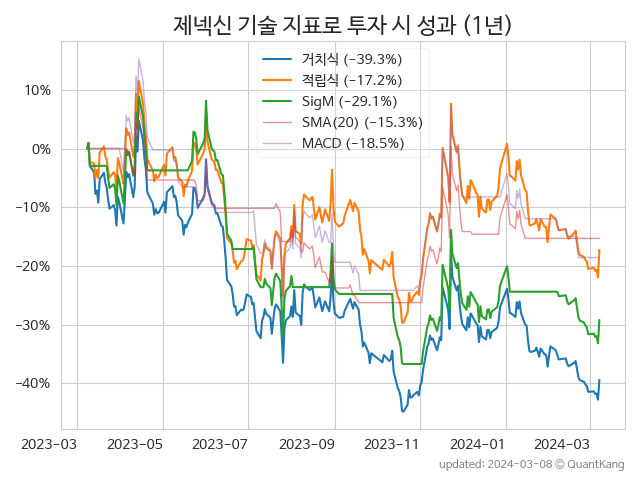 제넥신 기술 지표로 투자 시 성과 (1년)
거치식 (−39.3%)
적립식 (−17.2%)
SigM (−29.1%)
SMA(20) (−15.3%)
MACD (−18.5%)
10%
0%
−10%
−20%
−30%
−40%
2023−03 2023−05 2023−07 2023−09 2023−11 2024−01 2024−03
updated: 2024−03−08 ⓒ QuantKang